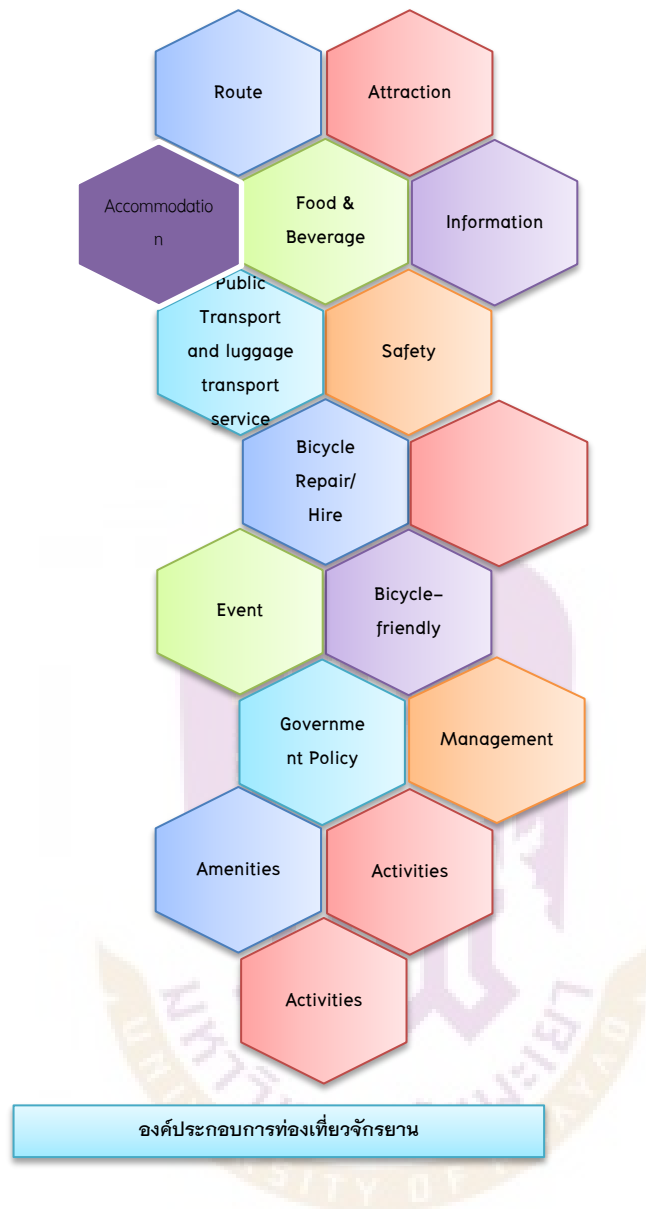 Route
Attraction
Accommodatio
n
Food &
Beverage
Information
Public
Transport
and luggage
transport
service
Safety
Bicycle
Repair/
Hire
Event
Bicycle-
friendly
Governme
nt Policy
Management
Amenities
Activities
Activities
องค์ประกอบการท่องเที่ยวจักรยาน